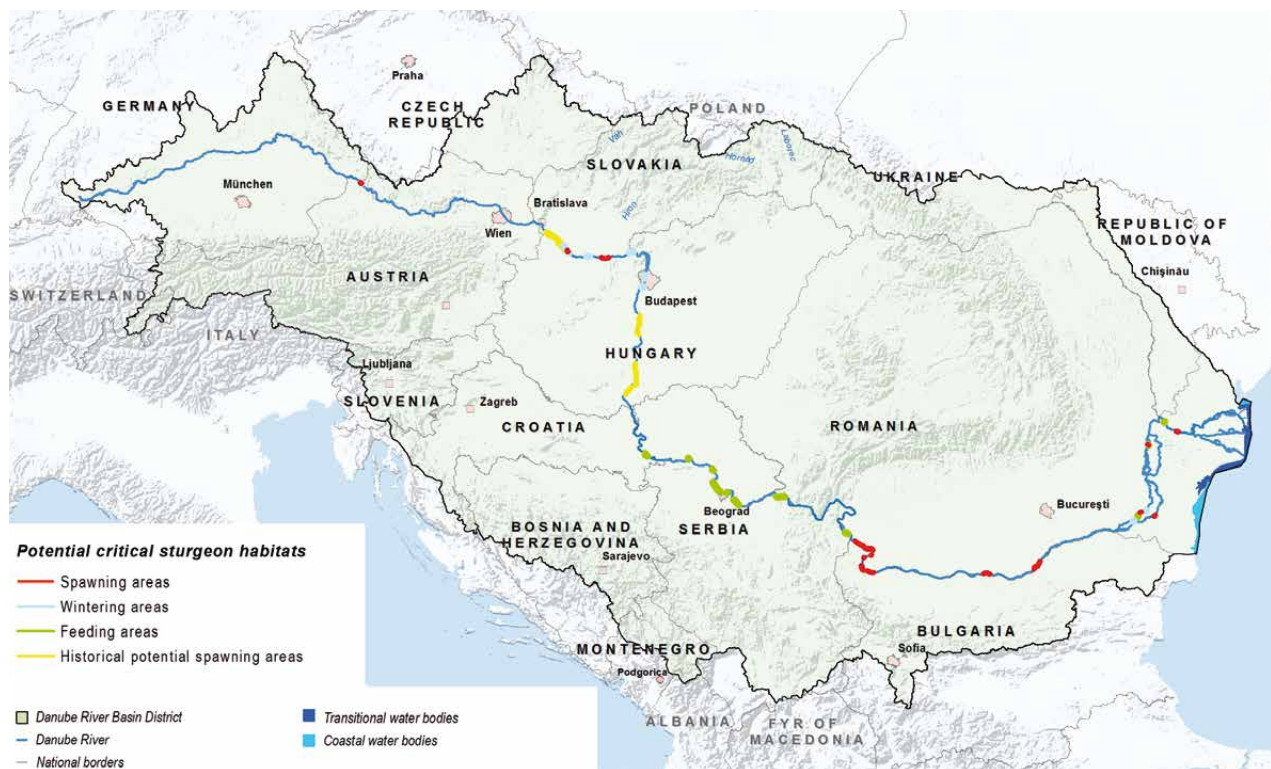 Praha
GERMANY
CZECH
REPUBLIC
POLAND
Váh
Laborec
Hornád
SLOVAKIA
UKRAINE
München
Bratislava
Hron
Wien
REPUBLIC OF
MOLDOVA
Chişinău
AUSTRIA
SWITZERLAND
Budapest
ITALY
HUNGARY
Ljubljana
SLOVENIA
Zagreb
CROATIA
ROMANIA
Beograd
SERBIA
Bucureşti
BOSNIA AND
HERZEGOVINA
Sarajevo
BULGARIA
MONTENEGRO
Sofia
Podgorica
ALBANIA
FYR OF
MACEDONIA
Potential critical sturgeon habitats
Spawning areas
Wintering areas
Feeding areas
Historical potential spawning areas
Danube River Basin District
Danube River
National borders
Transitional water bodies
Coastal water bodies